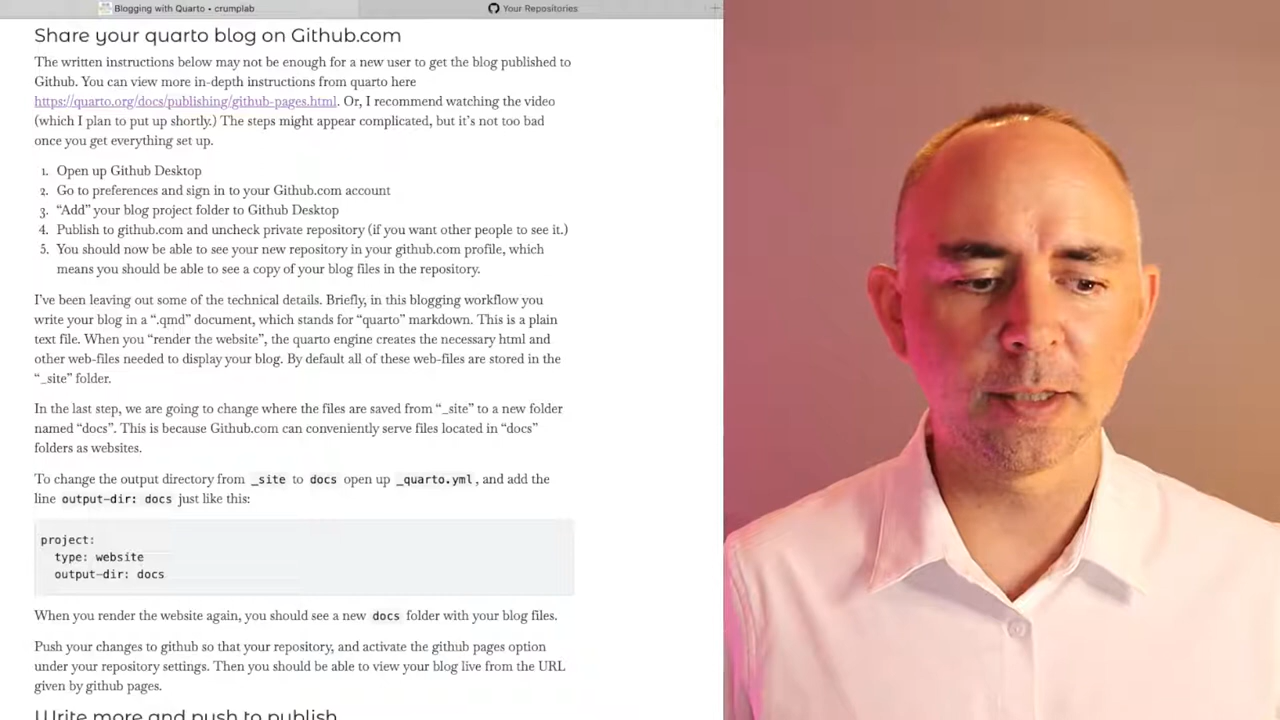 Blogging with Quarto • crumplab
Your Repositories
Share your quarto blog on Github.com
The written instructions below may not be enough for a new user to get the blog published to
Github. You can view more in-depth instructions from quarto here
https://quarto.org/docs/publishing/github-pages.html. Or, I recommend watching the video
(which I plan to put up shortly.) The steps might appear complicated, but it's not too bad
once you get everything set up.
1. Open up Github Desktop
2. Go to preferences and sign in to your Github.com account
3. “Add” your blog project folder to Github Desktop
4. Publish to github.com and uncheck private repository (if you want other people to see it.)
5. You should now be able to see your new repository in your github.com profile, which
means you should be able to see a copy of your blog files in the repository.
I've been leaving out some of the technical details. Briefly, in this blogging workflow you
write your blog in a “.qmd” document, which stands for “quarto” markdown. This is a plain
text file. When you “render the website”, the quarto engine creates the necessary html and
other web-files needed to display your blog. By default all of these web-files are stored in the
“_site” folder.
In the last step, we are going to change where the files are saved from “_site” to a new folder
named “docs”. This is because Github.com can conveniently serve files located in “docs”
folders as websites.
To change the output directory from _site to docs open up _quarto.yml, and add the
line output-dir: docs just like this:
project:
type: website
output-dir: docs
When you render the website again, you should see a new docs folder with your blog files.
Push your changes to github so that your repository, and activate the github pages option
under your repository settings. Then you should be able to view your blog live from the URL
given by github pages.
Write more and push to publish